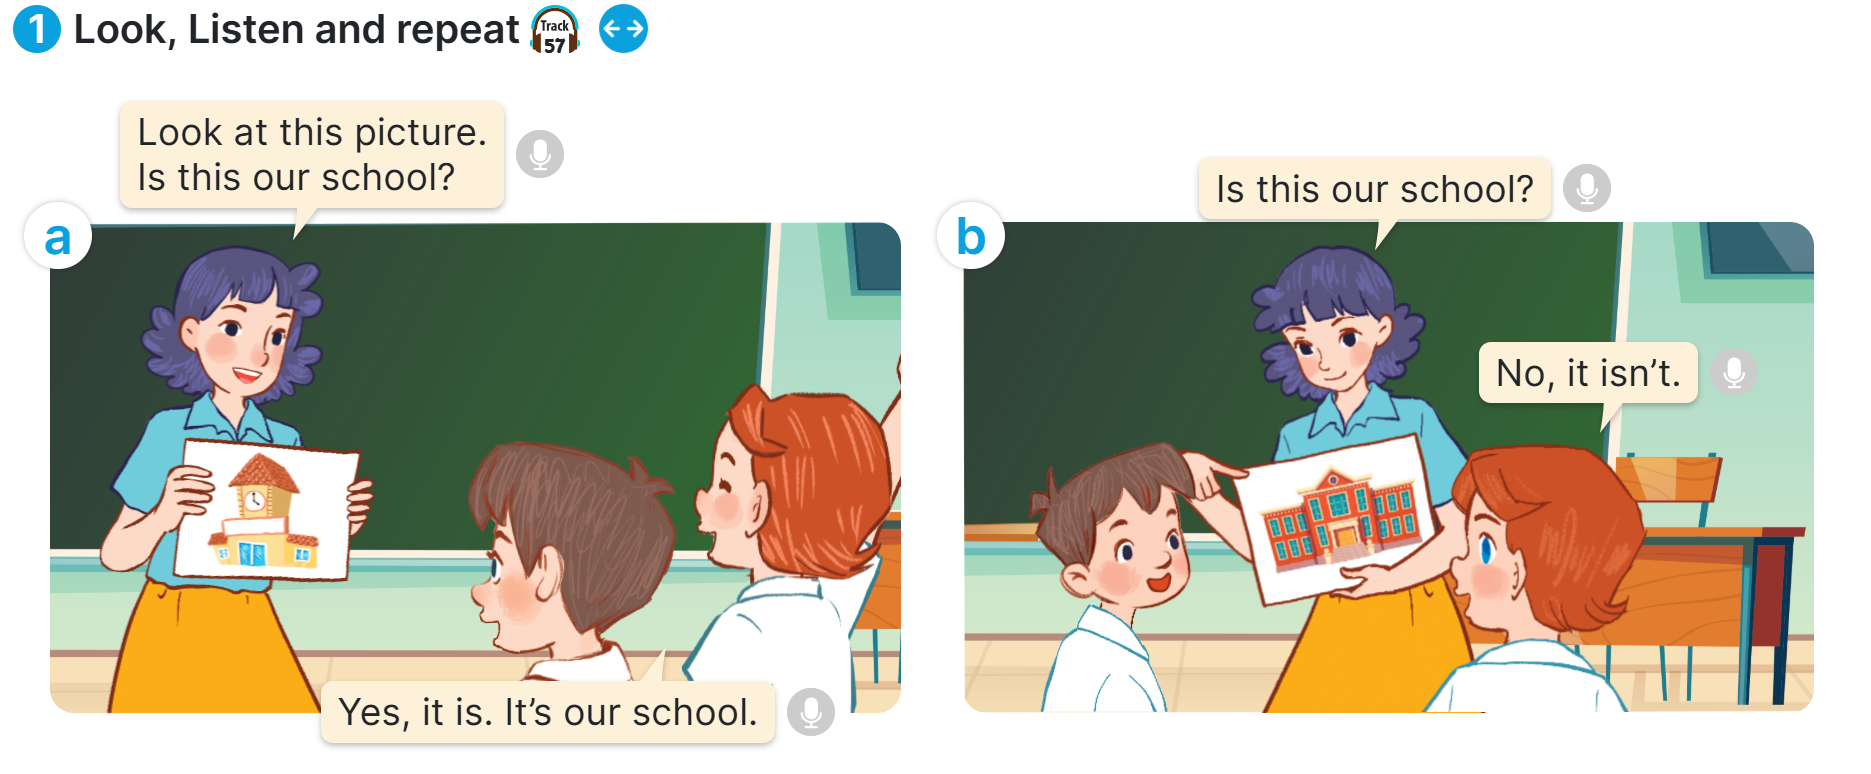 1 Look, Listen and repeat Track 57
Look at this picture.
Is this our school?
a
Yes, it is. It’s our school.
b
Is this our school?
No, it isn’t.